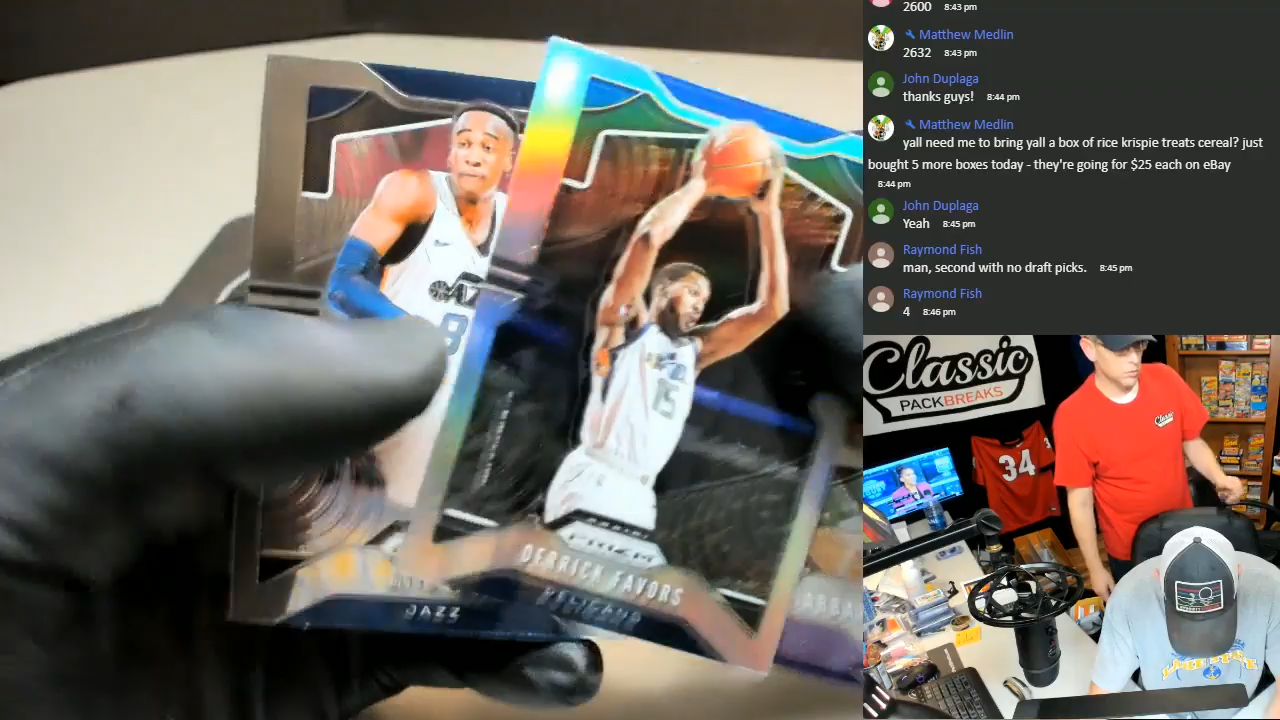 2600 8:43 pm
Matthew Medlin
2632 8:43 pm
John Duplaga
thanks guys! 8:44 pm
Matthew Medlin
yall need me to bring yall a box of rice krispie treats cereal? just
bought 5 more boxes today - they're going for $25 each on eBay
8:44 pm
John Duplaga
Yeah 8:45 pm
Raymond Fish
man, second with no draft picks. 8:45 pm
Raymond Fish
4 8:46 pm
15
PRIZM
DERRICK FAVORS
PELICANS
JAZZ
Classic
PACKBREAKS
34
Classic